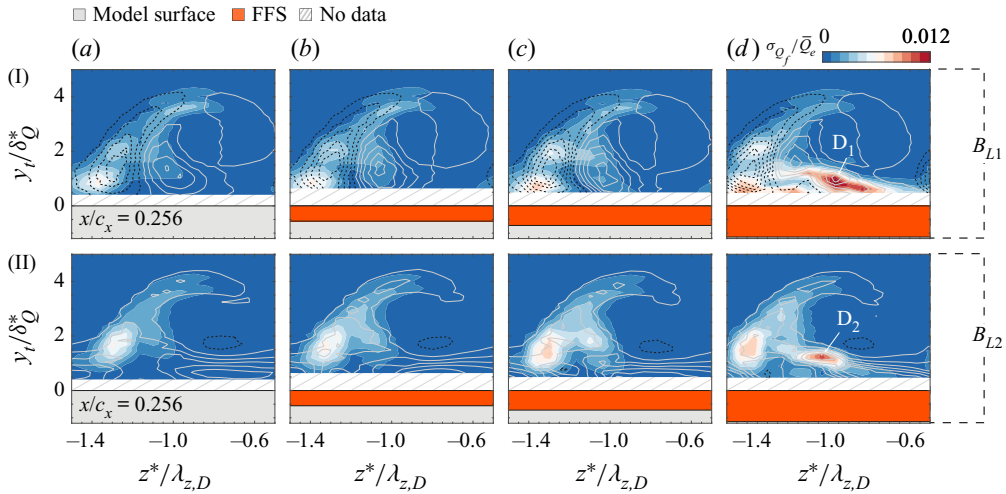 Model surface FFS No data
(a) (b) (c) (d) σ_{Q_f}/Q̄_e 0 0.012
(I)
4
2
0
y_t/δ*_Q
D_1
B_{L1}
x/c_x = 0.256
(II)
4
2
0
y_t/δ*_Q
D_2
B_{L2}
x/c_x = 0.256
−1.4 −1.0 −0.6 −1.4 −1.0 −0.6 −1.4 −1.0 −0.6 −1.4 −1.0 −0.6
z*/λ_{z,D} z*/λ_{z,D} z*/λ_{z,D} z*/λ_{z,D}